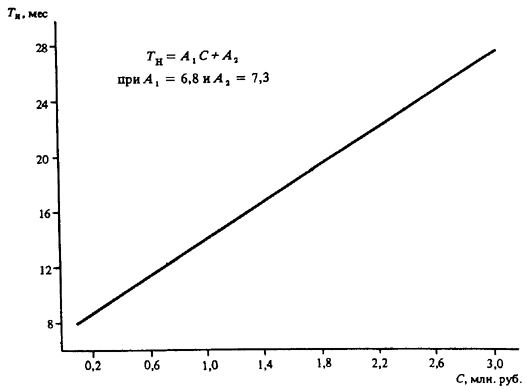 Tн, мес
28
Tн = A1C + A2
при A1 = 6,8 и A2 = 7,3
24
20
16
12
8
0,2 0,6 1,0 1,4 1,8 2,2 2,6 3,0
C, млн. руб.